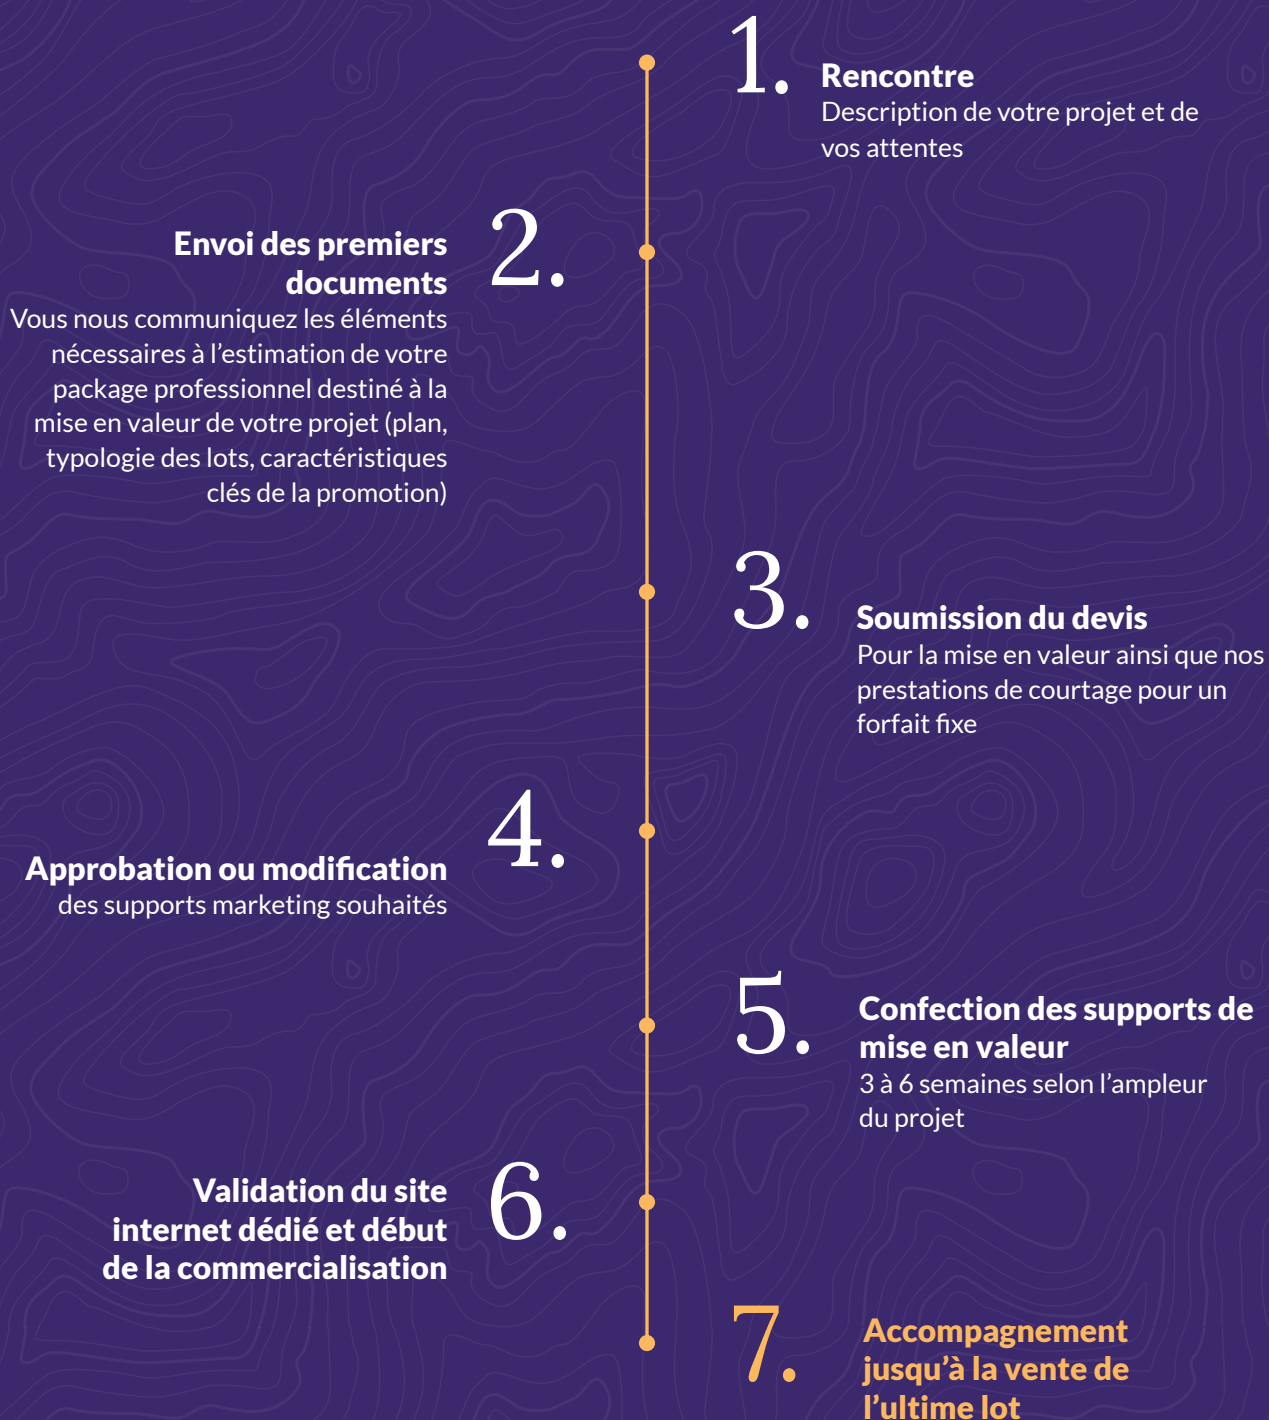 1.
Rencontre
Description de votre projet et de
vos attentes
2.
Envoi des premiers
documents
Vous nous communiquez les éléments
nécessaires à l’estimation de votre
package professionnel destiné à la
mise en valeur de votre projet (plan,
typologie des lots, caractéristiques
clés de la promotion)
3.
Soumission du devis
Pour la mise en valeur ainsi que nos
prestations de courtage pour un
forfait fixe
4.
Approbation ou modification
des supports marketing souhaités
5.
Confection des supports de
mise en valeur
3 à 6 semaines selon l’ampleur
du projet
6.
Validation du site
internet dédié et début
de la commercialisation
7.
Accompagnement
jusqu’à la vente de
l’ultime lot